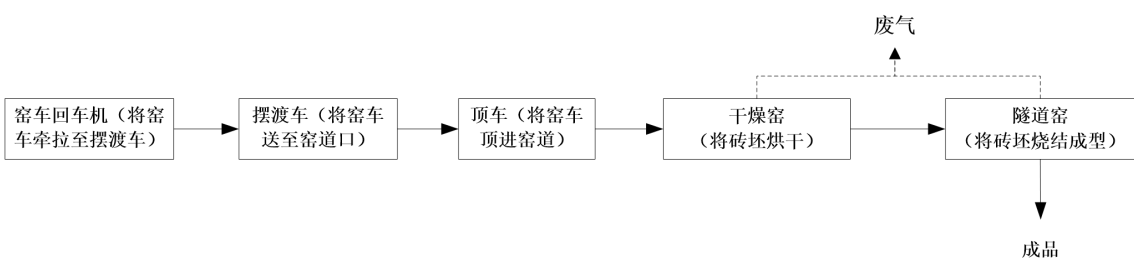 废气
窑车回车机（将窑
车牵拉至摆渡车）
摆渡车（将窑车
送至窑道口）
顶车（将窑车
顶进窑道）
干燥窑
（将砖坯烘干）
隧道窑
（将砖坯烧结成型）
成品